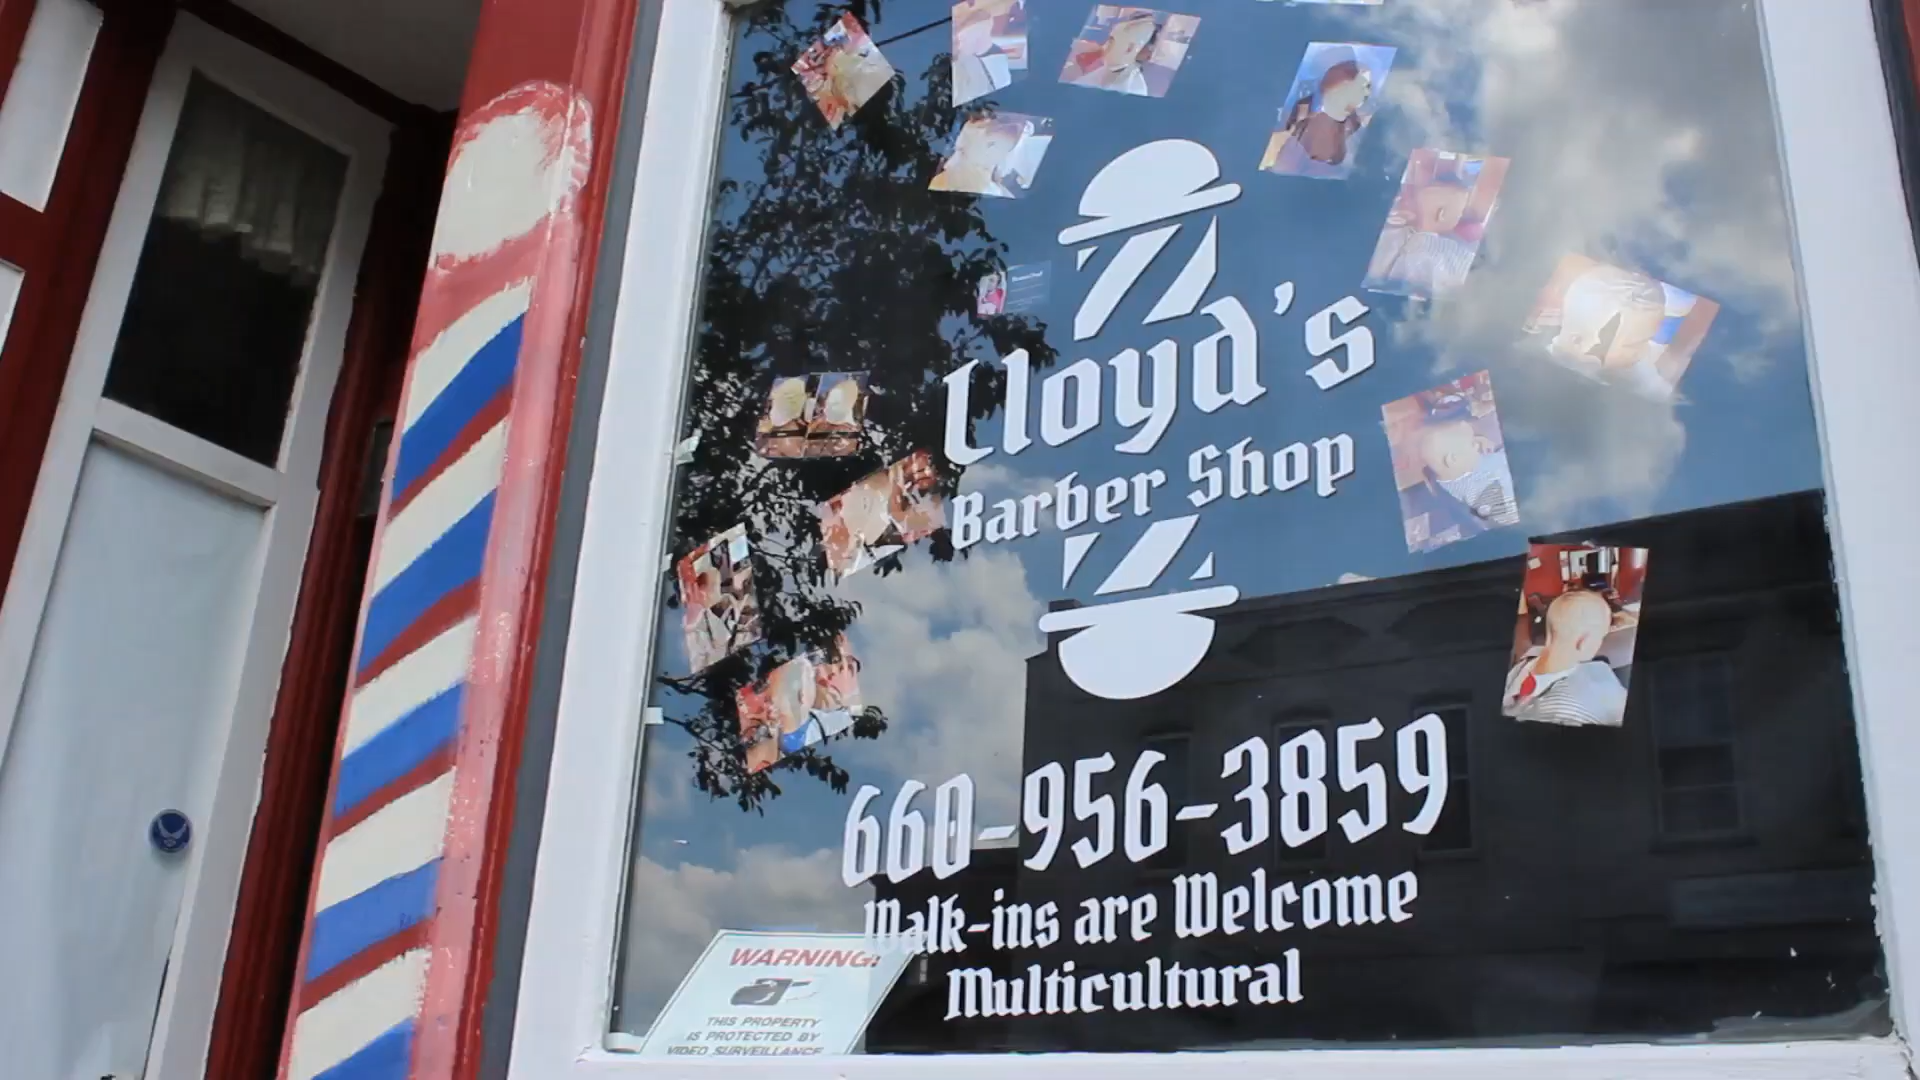 Lloyd's
Barber Shop
660-956-3859
Walk-ins are Welcome
Multicultural
WARNING!
THIS PROPERTY
IS PROTECTED BY
VIDEO SURVEILLANCE